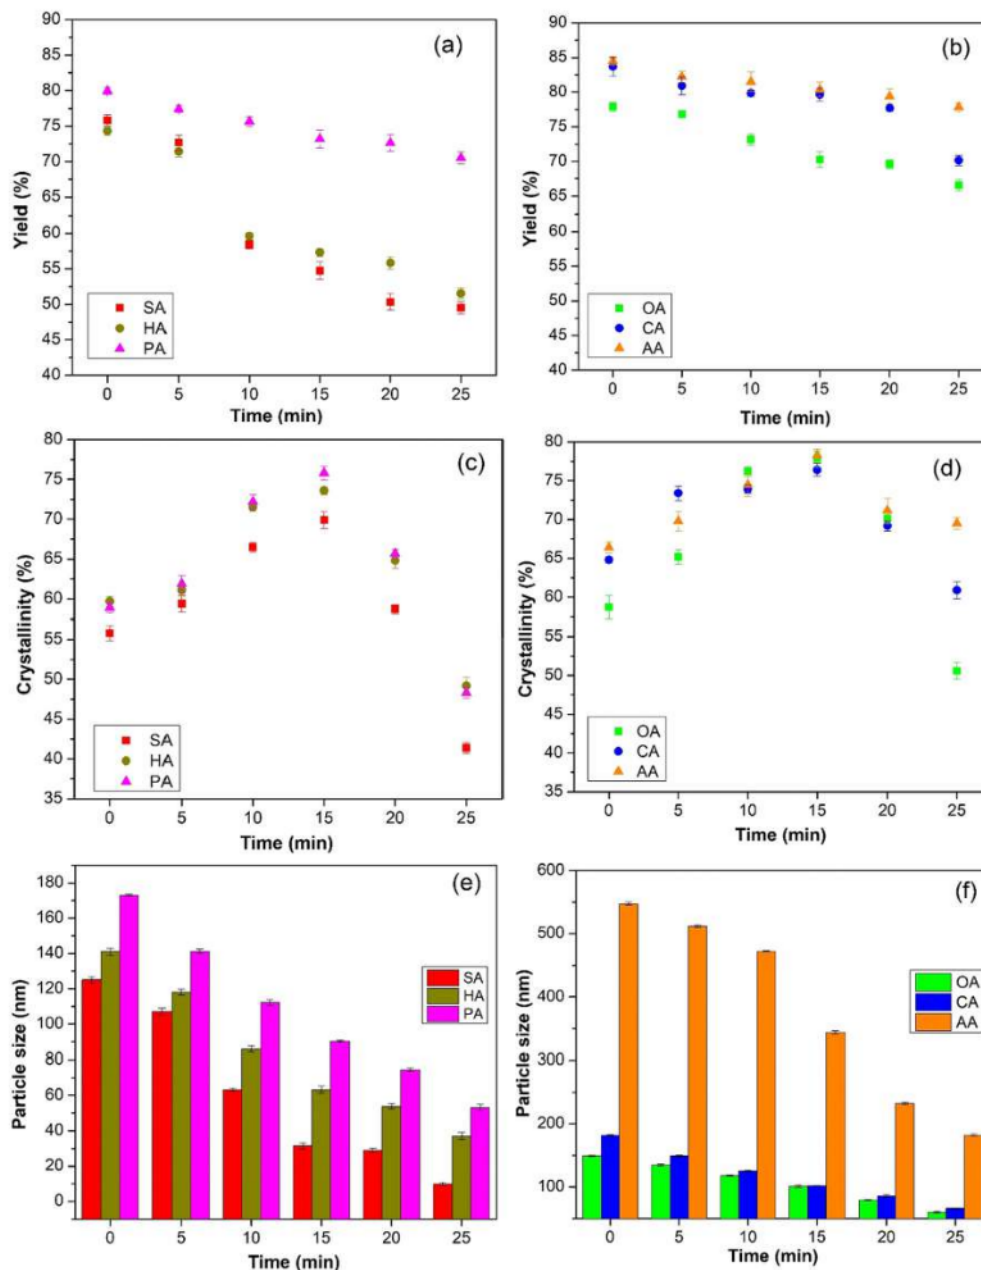 (a)
Yield (%)
90
85
80
75
70
65
60
55
50
45
40
SA
HA
PA
0 5 10 15 20 25
Time (min)
(b)
Yield (%)
90
85
80
75
70
65
60
55
50
45
40
OA
CA
AA
0 5 10 15 20 25
Time (min)
(c)
Crystallinity (%)
80
75
70
65
60
55
50
45
40
35
SA
HA
PA
0 5 10 15 20 25
Time (min)
(d)
Crystallinity (%)
80
75
70
65
60
55
50
45
40
35
OA
CA
AA
0 5 10 15 20 25
Time (min)
(e)
Particle size (nm)
180
160
140
120
100
80
60
40
20
0
SA
HA
PA
0 5 10 15 20 25
Time (min)
(f)
Particle size (nm)
600
500
400
300
200
100
OA
CA
AA
0 5 10 15 20 25
Time (min)